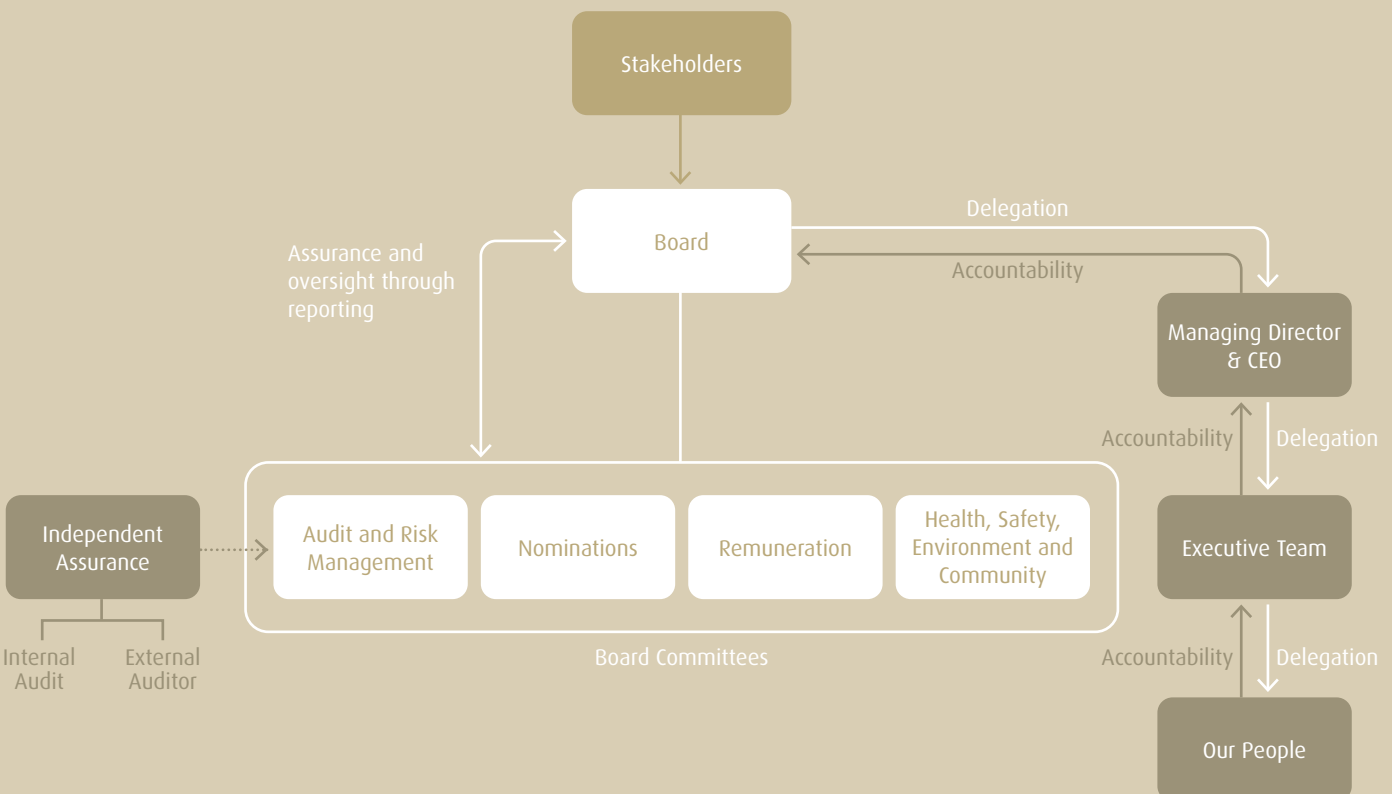 Stakeholders
Board
Delegation
Accountability
Assurance and
oversight through
reporting
Managing Director
& CEO
Accountability
Delegation
Independent
Assurance
Audit and Risk
Management
Nominations
Remuneration
Health, Safety,
Environment and
Community
Executive Team
Internal
Audit
External
Auditor
Board Committees
Accountability
Delegation
Our People